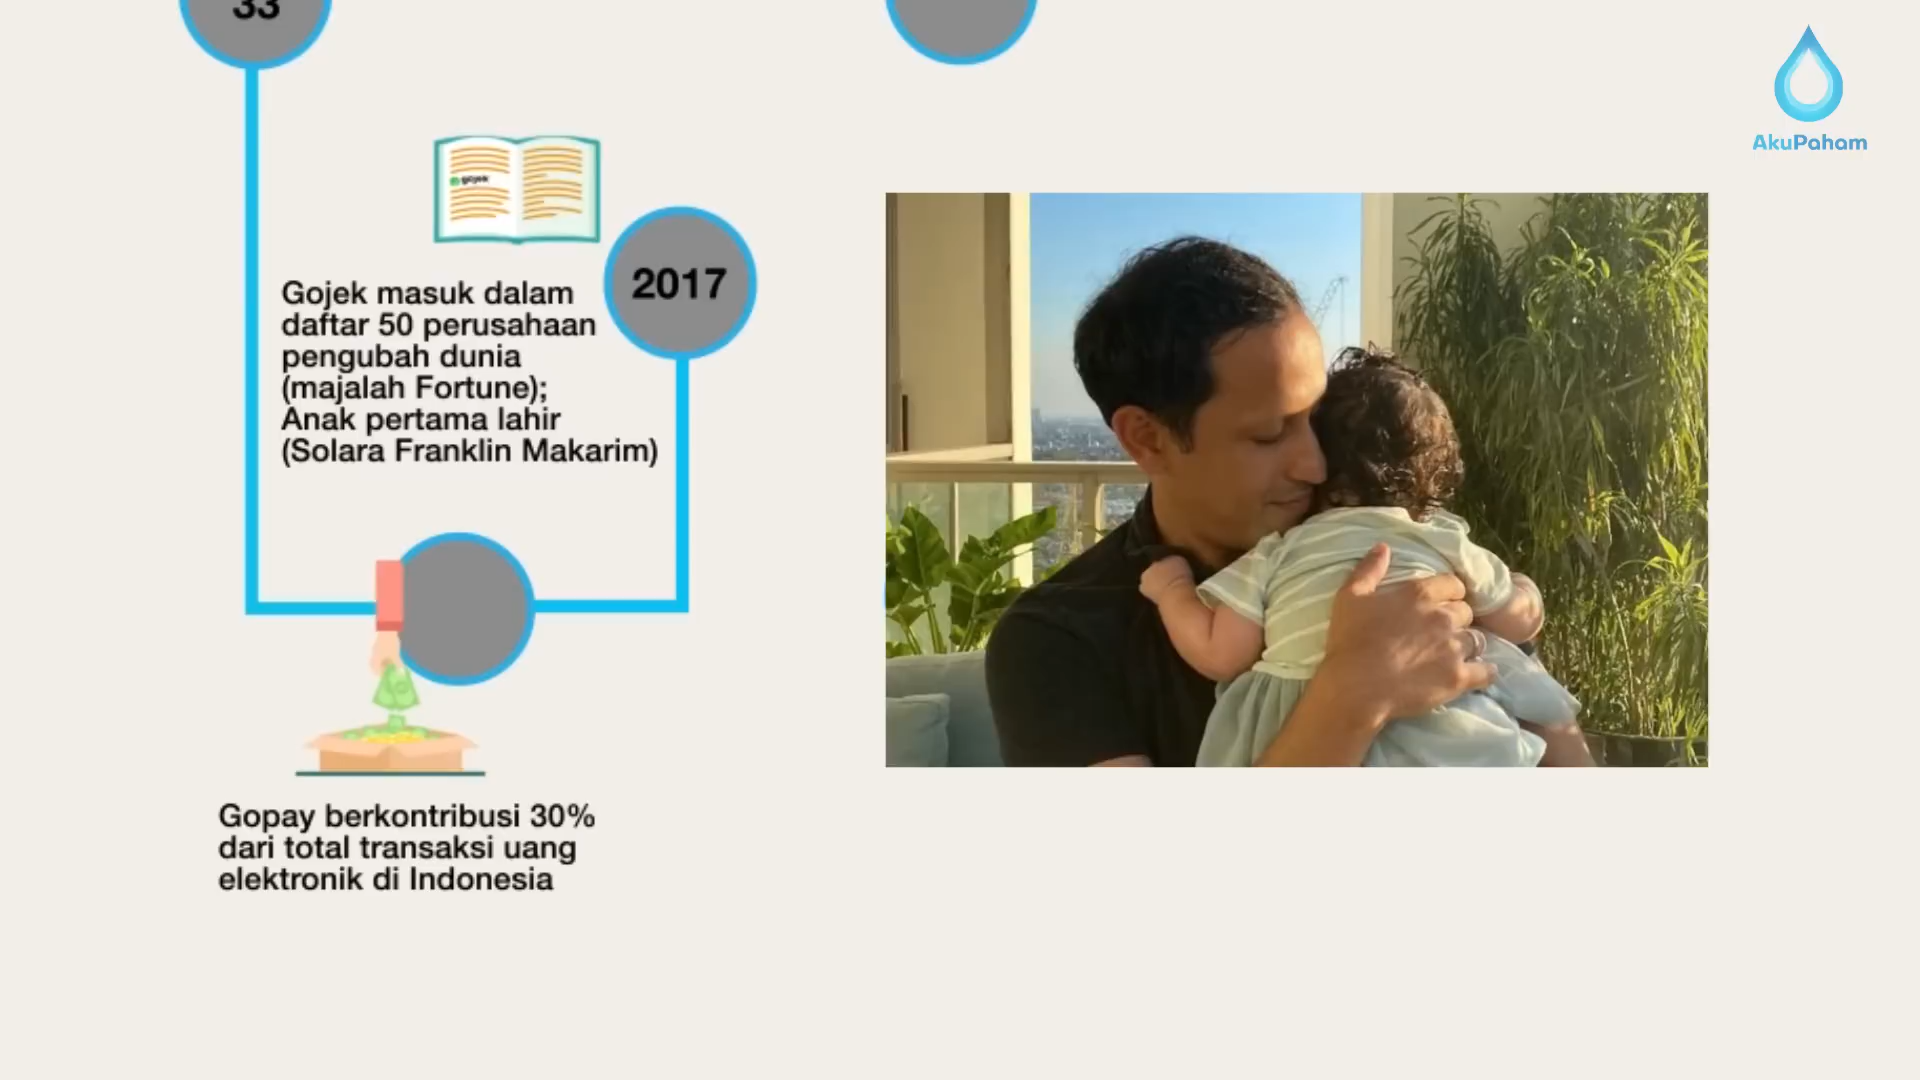 33
AkuPaham
gojek
2017
Gojek masuk dalam
daftar 50 perusahaan
pengubah dunia
(majalah Fortune);
Anak pertama lahir
(Solara Franklin Makarim)
Gopay berkontribusi 30%
dari total transaksi uang
elektronik di Indonesia